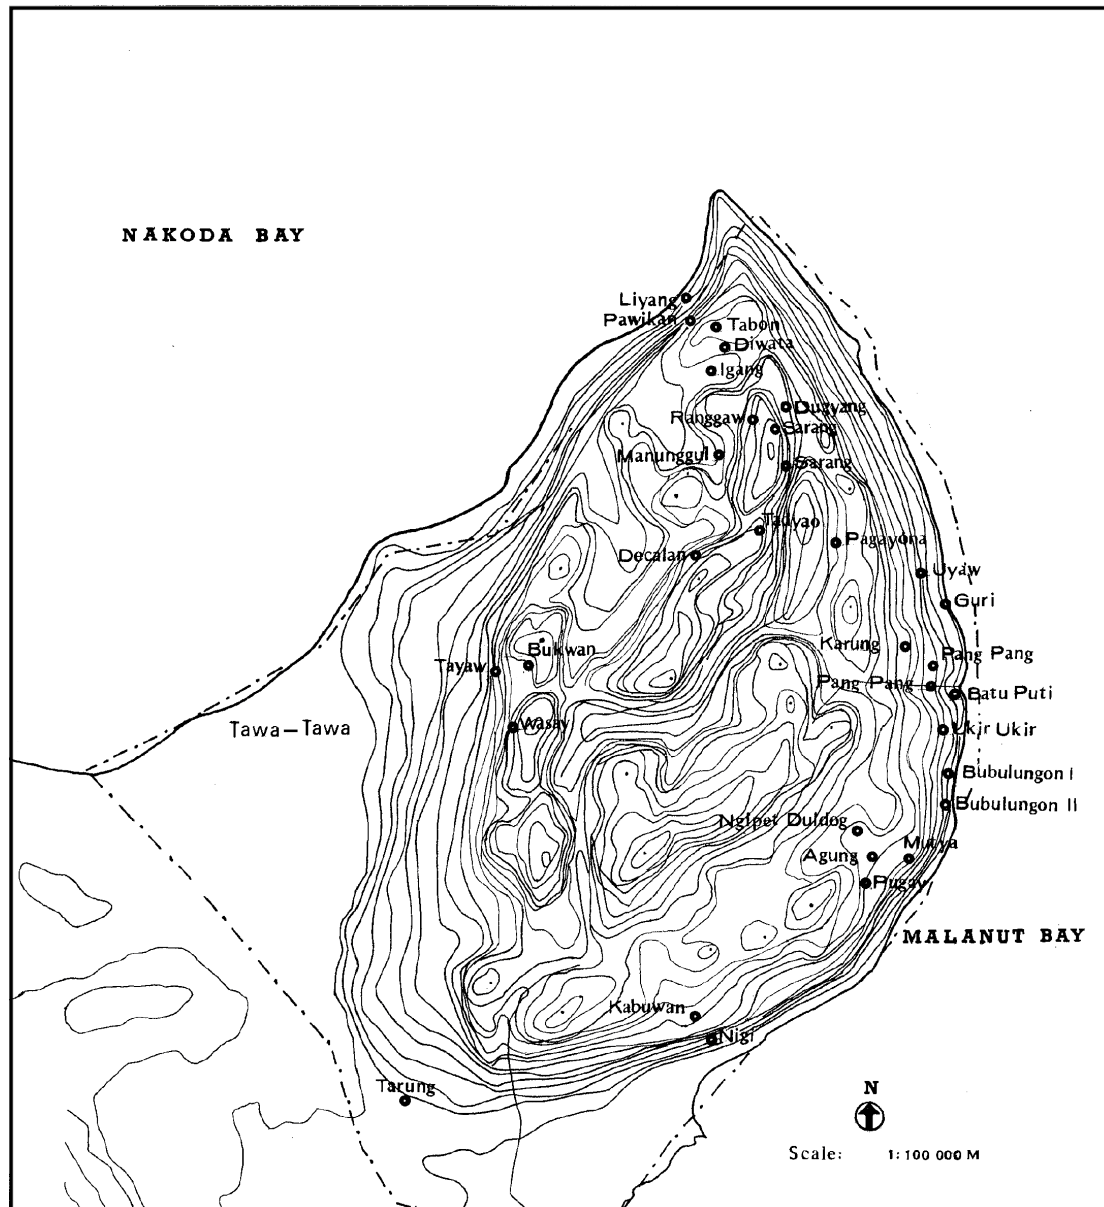 NAKODA BAY
Liyang
Pawikan
Tabon
Diwata
Igang
Duyyang
Ranggaw
Sarang
Manunggul
Sarang
Tadyao
Decalan
Pagayona
Uyaw
Guri
Karung
Bukwan
Pang Pang
Tayaw
Pang Pang
Batu Puti
Wasay
Tawa-Tawa
Ukir Ukir
Bubulungon I
Bubulungon II
Ngipet Duldog
Agung
Pugay
MALANUT BAY
Kabuwan
Nigi
Tarung
N
Scale: 1:100 000 M